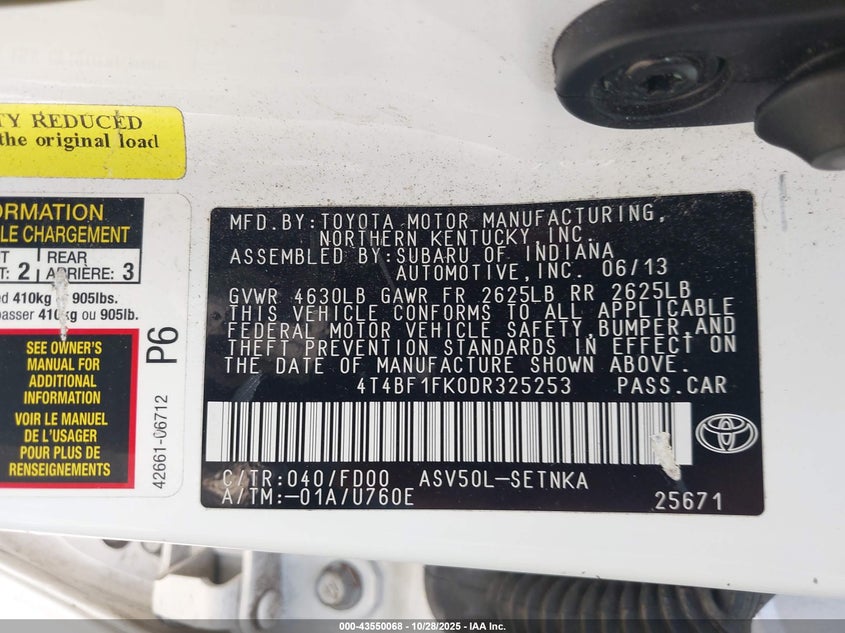 TY REDUCED
the original load
ORMATION
LE CHARGEMENT
T: 2 REAR
ARRIÈRE: 3
ed 410kg 905lbs.
passer 410kg ou 905lb.
SEE OWNER'S
MANUAL FOR
ADDITIONAL
INFORMATION
VOIR LE MANUEL
DE L'USAGER
POUR PLUS DE
RENSEIGNEMENTS
P6
42661-06712
MFD.BY:TOYOTA MOTOR MANUFACTURING,
NORTHERN KENTUCKY,INC.
ASSEMBLED BY:SUBARU OF INDIANA
AUTOMOTIVE,INC. 06/13
GVWR 4630LB GAWR FR 2625LB RR 2625LB
THIS VEHICLE CONFORMS TO ALL APPLICABLE
FEDERAL MOTOR VEHICLE SAFETY,BUMPER,AND
THEFT PREVENTION STANDARDS IN EFFECT ON
THE DATE OF MANUFACTURE SHOWN ABOVE.
4T4BF1FK0DR325253 PASS.CAR
C/TR:040/FD00 ASV50L-SETNKA
A/TM:-01A/U760E 25671
000-43550068 - 10/28/2025 - IAA Inc.